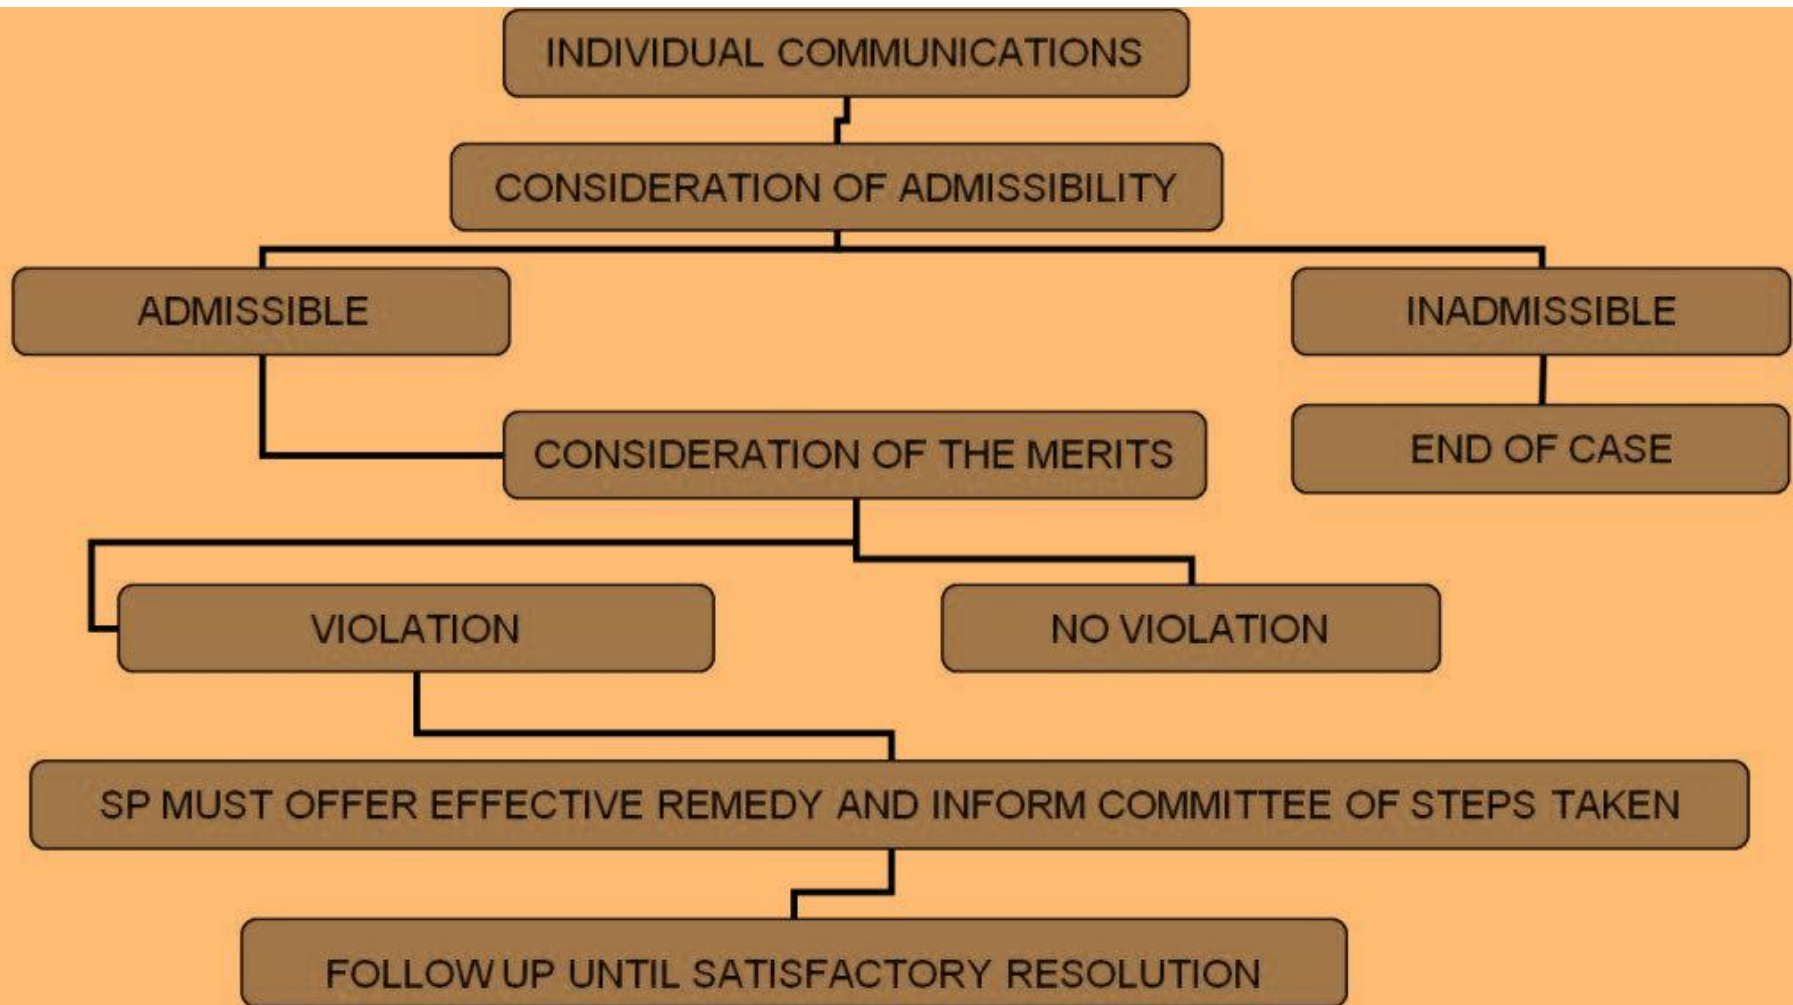 INDIVIDUAL COMMUNICATIONS
CONSIDERATION OF ADMISSIBILITY
ADMISSIBLE
INADMISSIBLE
CONSIDERATION OF THE MERITS
END OF CASE
VIOLATION
NO VIOLATION
SP MUST OFFER EFFECTIVE REMEDY AND INFORM COMMITTEE OF STEPS TAKEN
FOLLOW UP UNTIL SATISFACTORY RESOLUTION